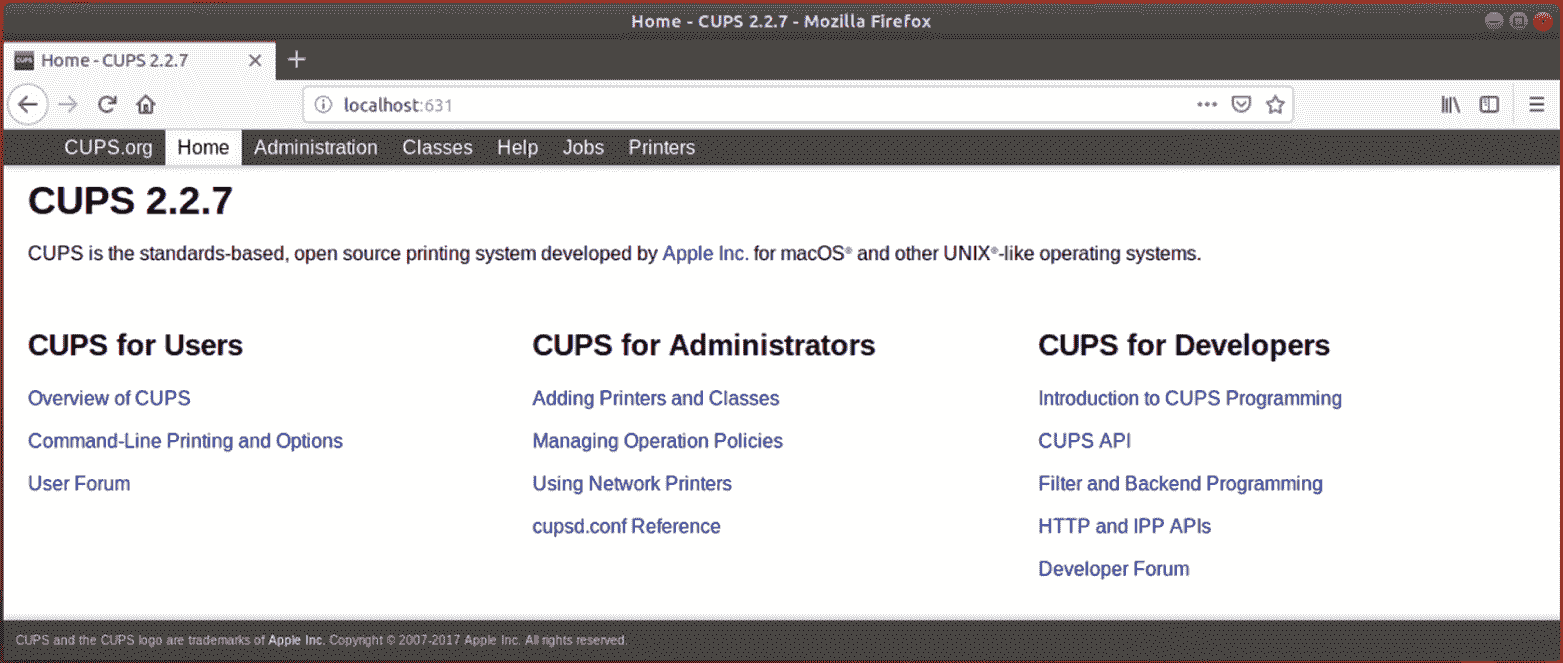 Home - CUPS 2.2.7 - Mozilla Firefox
CUPS Home - CUPS 2.2.7
localhost:631
CUPS.org Home Administration Classes Help Jobs Printers
CUPS 2.2.7
CUPS is the standards-based, open source printing system developed by Apple Inc. for macOS® and other UNIX®-like operating systems.
CUPS for Users
Overview of CUPS
Command-Line Printing and Options
User Forum
CUPS for Administrators
Adding Printers and Classes
Managing Operation Policies
Using Network Printers
cupsd.conf Reference
CUPS for Developers
Introduction to CUPS Programming
CUPS API
Filter and Backend Programming
HTTP and IPP APIs
Developer Forum
CUPS and the CUPS logo are trademarks of Apple Inc. Copyright © 2007-2017 Apple Inc. All rights reserved.